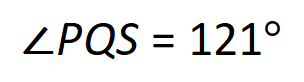 ∠PQS = 121°